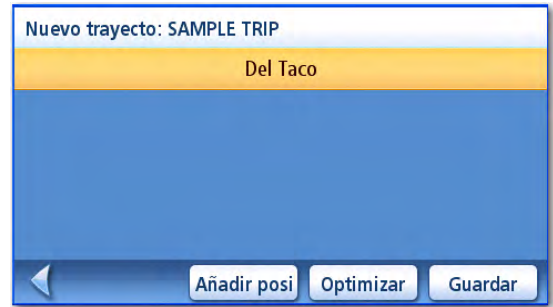 Nuevo trayecto: SAMPLE TRIP
Del Taco
Añadir posi Optimizar Guardar